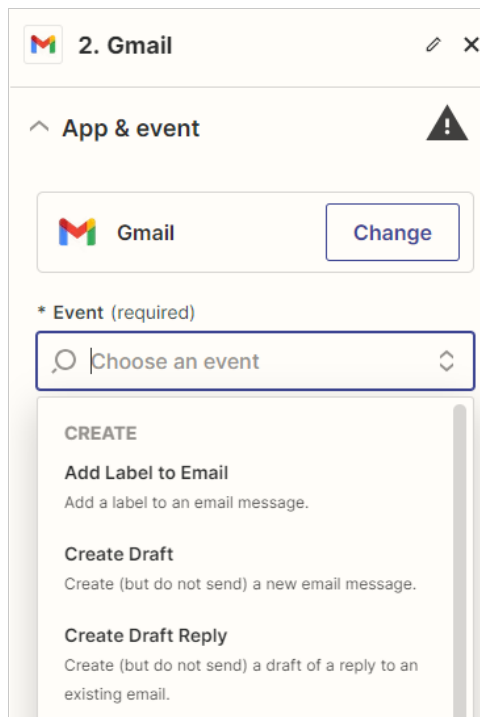 2. Gmail
App & event
Gmail
Change
* Event (required)
Choose an event
CREATE
Add Label to Email
Add a label to an email message.
Create Draft
Create (but do not send) a new email message.
Create Draft Reply
Create (but do not send) a draft of a reply to an
existing email.